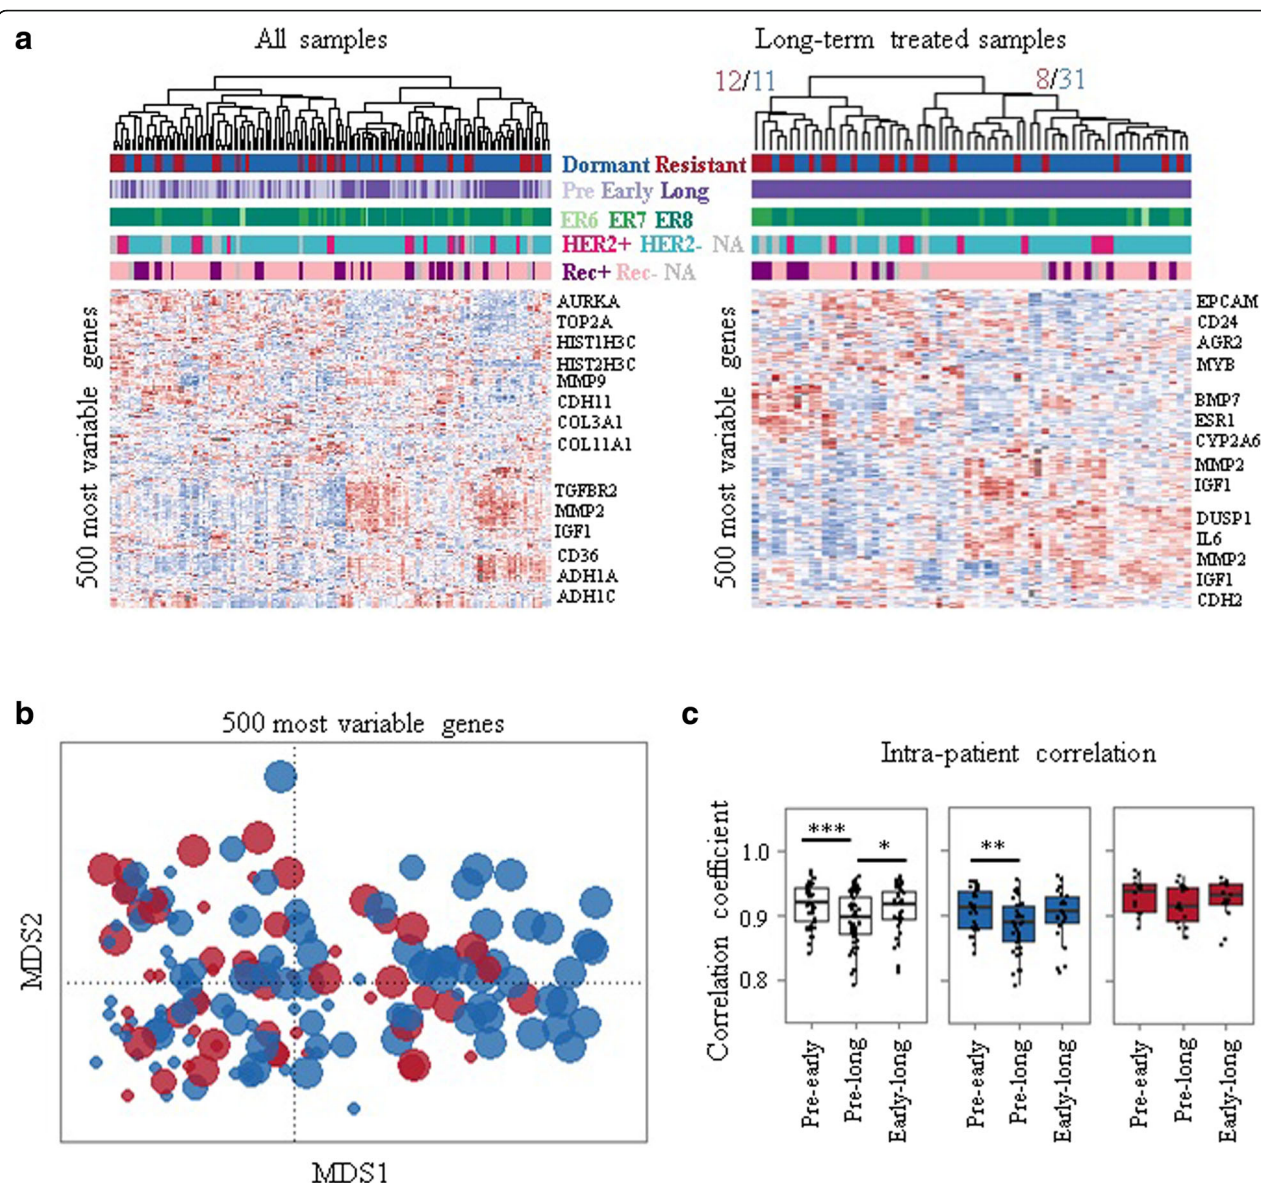 a
All samples
Long-term treated samples
12/11
8/31
Dormant Resistant
Pre Early Long
ER6 ER7 ER8
HER2+ HER2- NA
Rec+ Rec- NA
500 most variable genes
AURKA
TOP2A
HIST1H3C
HIST2H3C
MMP9
CDH11
COL3A1
COL11A1
TGFBR2
MMP2
IGF1
CD36
ADH1A
ADH1C
500 most variable genes
EPCAM
CD24
AGR2
MYB
BMP7
ESR1
CYP2A6
MMP2
IGF1
DUSP1
IL6
MMP2
IGF1
CDH2
b
500 most variable genes
MDS2
MDS1
c
Intra-patient correlation
Correlation coefficient
1.0
0.9
0.8
***
*
**
Pre-early
Pre-long
Early-long
Pre-early
Pre-long
Early-long
Pre-early
Pre-long
Early-long